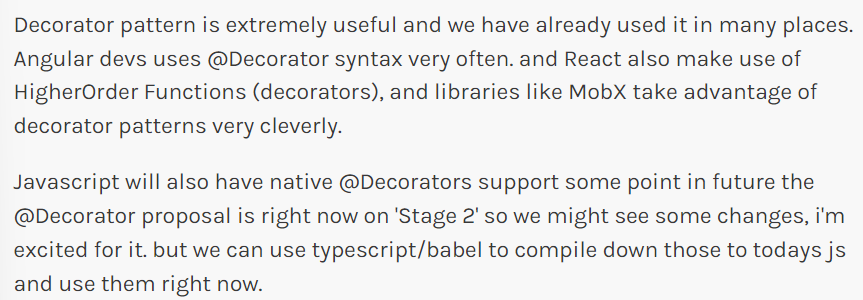 Decorator pattern is extremely useful and we have already used it in many places.
Angular devs uses @Decorator syntax very often. and React also make use of
HigherOrder Functions (decorators), and libraries like MobX take advantage of
decorator patterns very cleverly.
Javascript will also have native @Decorators support some point in future the
@Decorator proposal is right now on 'Stage 2' so we might see some changes, i'm
excited for it. but we can use typescript/babel to compile down those to todays js
and use them right now.